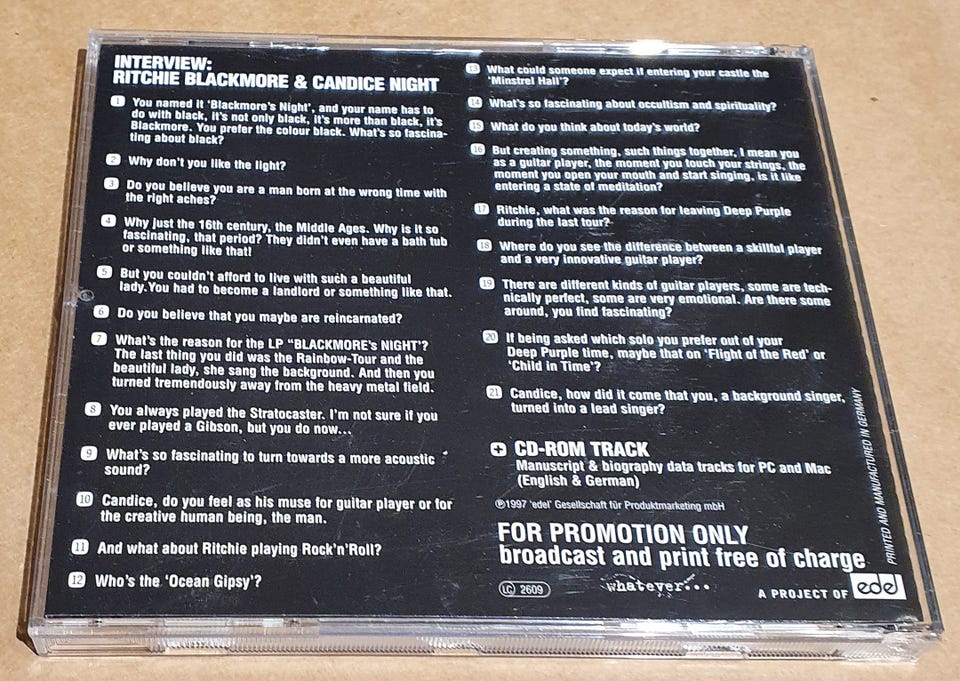 INTERVIEW:
RITCHIE BLACKMORE & CANDICE NIGHT
1 You named it 'Blackmore's Night', and your name has to
do with black, it's not only black, it's more than black, it's
Blackmore. You prefer the colour black. What's so fascina-
ting about black?
2 Why don't you like the light?
3 Do you believe you are a man born at the wrong time with
the right aches?
4 Why just the 16th century, the Middle Ages. Why is it so
fascinating, that period? They didn't even have a bath tub
or something like that!
5 But you couldn't afford to live with such a beautiful
lady.You had to become a landlord or something like that.
6 Do you believe that you maybe are reincarnated?
7 What's the reason for the LP "BLACKMORE'S NIGHT"?
The last thing you did was the Rainbow-Tour and the
beautiful lady, she sang the background. And then you
turned tremendously away from the heavy metal field.
8 You always played the Stratocaster. I'm not sure if you
ever played a Gibson, but you do now...
9 What's so fascinating to turn towards a more acoustic
sound?
10 Candice, do you feel as his muse for guitar player or for
the creative human being, the man.
11 And what about Ritchie playing Rock'n'Roll?
12 Who's the 'Ocean Gipsy'?
13 What could someone expect if entering your castle the
'Minstrel Hall'?
14 What's so fascinating about occultism and spirituality?
15 What do you think about today's world?
16 But creating something, such things together, I mean you
as a guitar player, the moment you touch your strings, the
moment you open your mouth and start singing, is it like
entering a state of meditation?
17 Ritchie, what was the reason for leaving Deep Purple
during the last tour?
18 Where do you see the difference between a skillful player
and a very innovative guitar player?
19 There are different kinds of guitar players, some are tech-
nically perfect, some are very emotional. Are there some
around, you find fascinating?
20 If being asked which solo you prefer out of your
Deep Purple time, maybe that on 'Flight of the Red' or
'Child in Time'?
21 Candice, how did it come that you, a background singer,
turned into a lead singer?
+ CD-ROM TRACK
Manuscript & biography data tracks for PC and Mac
(English & German)
℗1997 'edel' Gesellschaft für Produktmarketing mbH
FOR PROMOTION ONLY
broadcast and print free of charge
LC 2609
whatever...
A PROJECT OF edel
PRINTED AND MANUFACTURED IN GERMANY